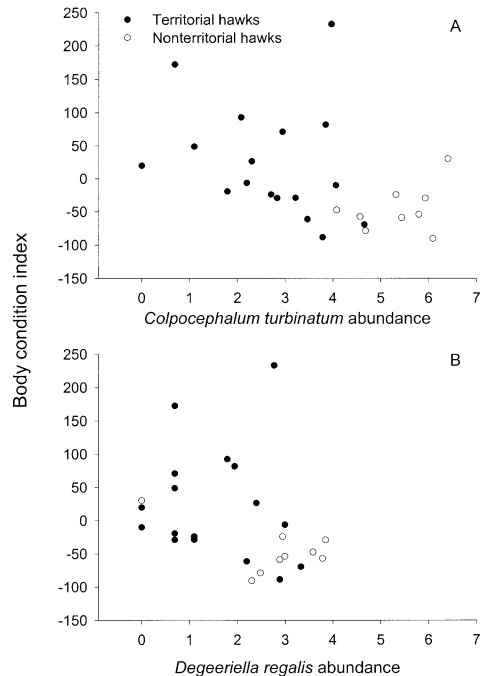 Territorial hawks
Nonterritorial hawks
A
250
200
150
100
50
0
-50
-100
-150
0 1 2 3 4 5 6 7
Colpocephalum turbinatum abundance
Body condition index
B
250
200
150
100
50
0
-50
-100
-150
0 1 2 3 4 5 6 7
Degeeriella regalis abundance